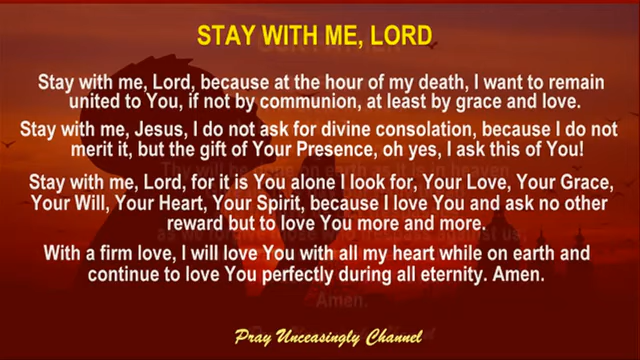 STAY WITH ME, LORD
Stay with me, Lord, because at the hour of my death, I want to remain
united to You, if not by communion, at least by grace and love.
Stay with me, Jesus, I do not ask for divine consolation, because I do not
merit it, but the gift of Your Presence, oh yes, I ask this of You!
Stay with me, Lord, for it is You alone I look for, Your Love, Your Grace,
Your Will, Your Heart, Your Spirit, because I love You and ask no other
reward but to love You more and more.
With a firm love, I will love You with all my heart while on earth and
continue to love You perfectly during all eternity. Amen.
Amen.
Pray Unceasingly Channel